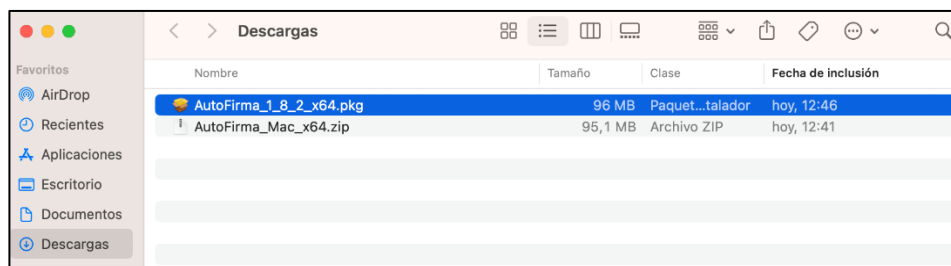 Descargas
Favoritos
Nombre Tamaño Clase Fecha de inclusión
AirDrop
AutoFirma_1_8_2_x64.pkg 96 MB Paquet...talador hoy, 12:46
Recientes
AutoFirma_Mac_x64.zip 95,1 MB Archivo ZIP hoy, 12:41
Aplicaciones
Escritorio
Documentos
Descargas